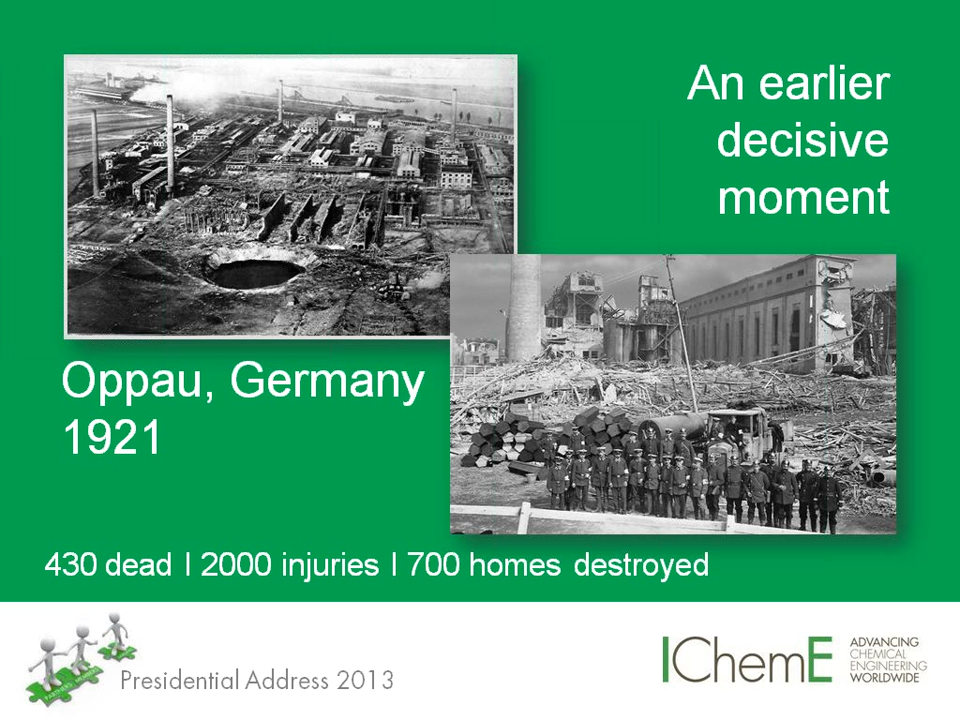 An earlier
decisive
moment
Oppau, Germany
1921
430 dead I 2000 injuries I 700 homes destroyed
Presidential Address 2013
IChemE
ADVANCING
CHEMICAL
ENGINEERING
WORLDWIDE